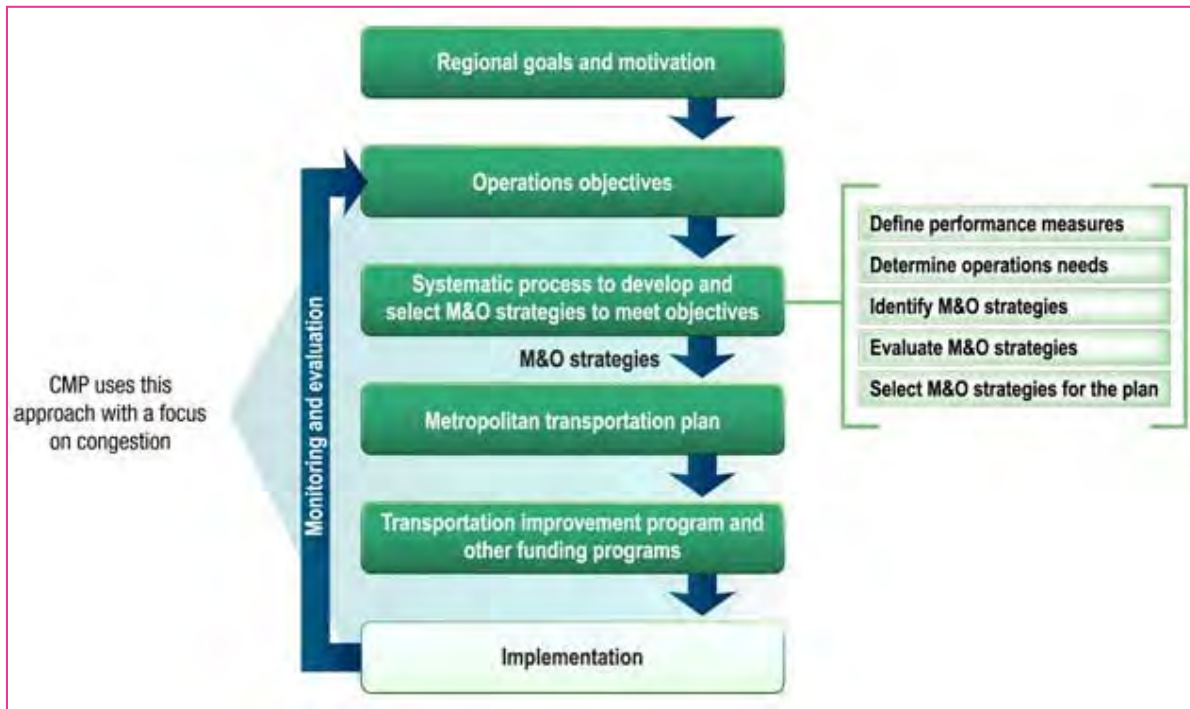 Regional goals and motivation
Operations objectives
Systematic process to develop and
select M&O strategies to meet objectives
Define performance measures
Determine operations needs
Identify M&O strategies
Evaluate M&O strategies
Select M&O strategies for the plan
M&O strategies
Metropolitan transportation plan
Transportation improvement program and
other funding programs
Implementation
Monitoring and evaluation
CMP uses this
approach with a focus
on congestion